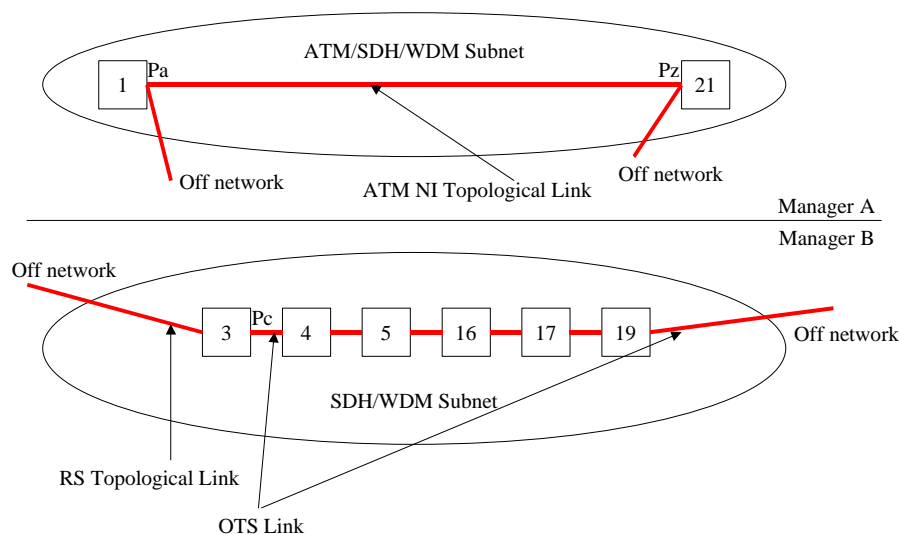 ATM/SDH/WDM Subnet
1
Pa
Pz
21
Off network
ATM NI Topological Link
Off network
Manager A
Manager B
Off network
3
Pc
4
5
16
17
19
Off network
SDH/WDM Subnet
RS Topological Link
OTS Link